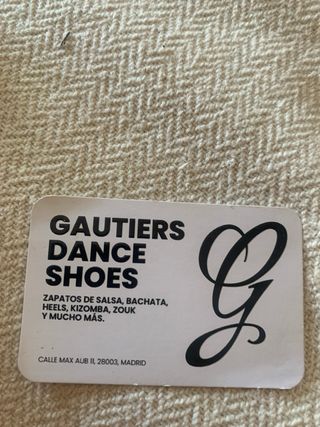 GAUTIERS
DANCE
SHOES
ZAPATOS DE SALSA, BACHATA,
HEELS, KIZOMBA, ZOUK
Y MUCHO MÁS.
G
CALLE MAX AUB 11, 28003, MADRID